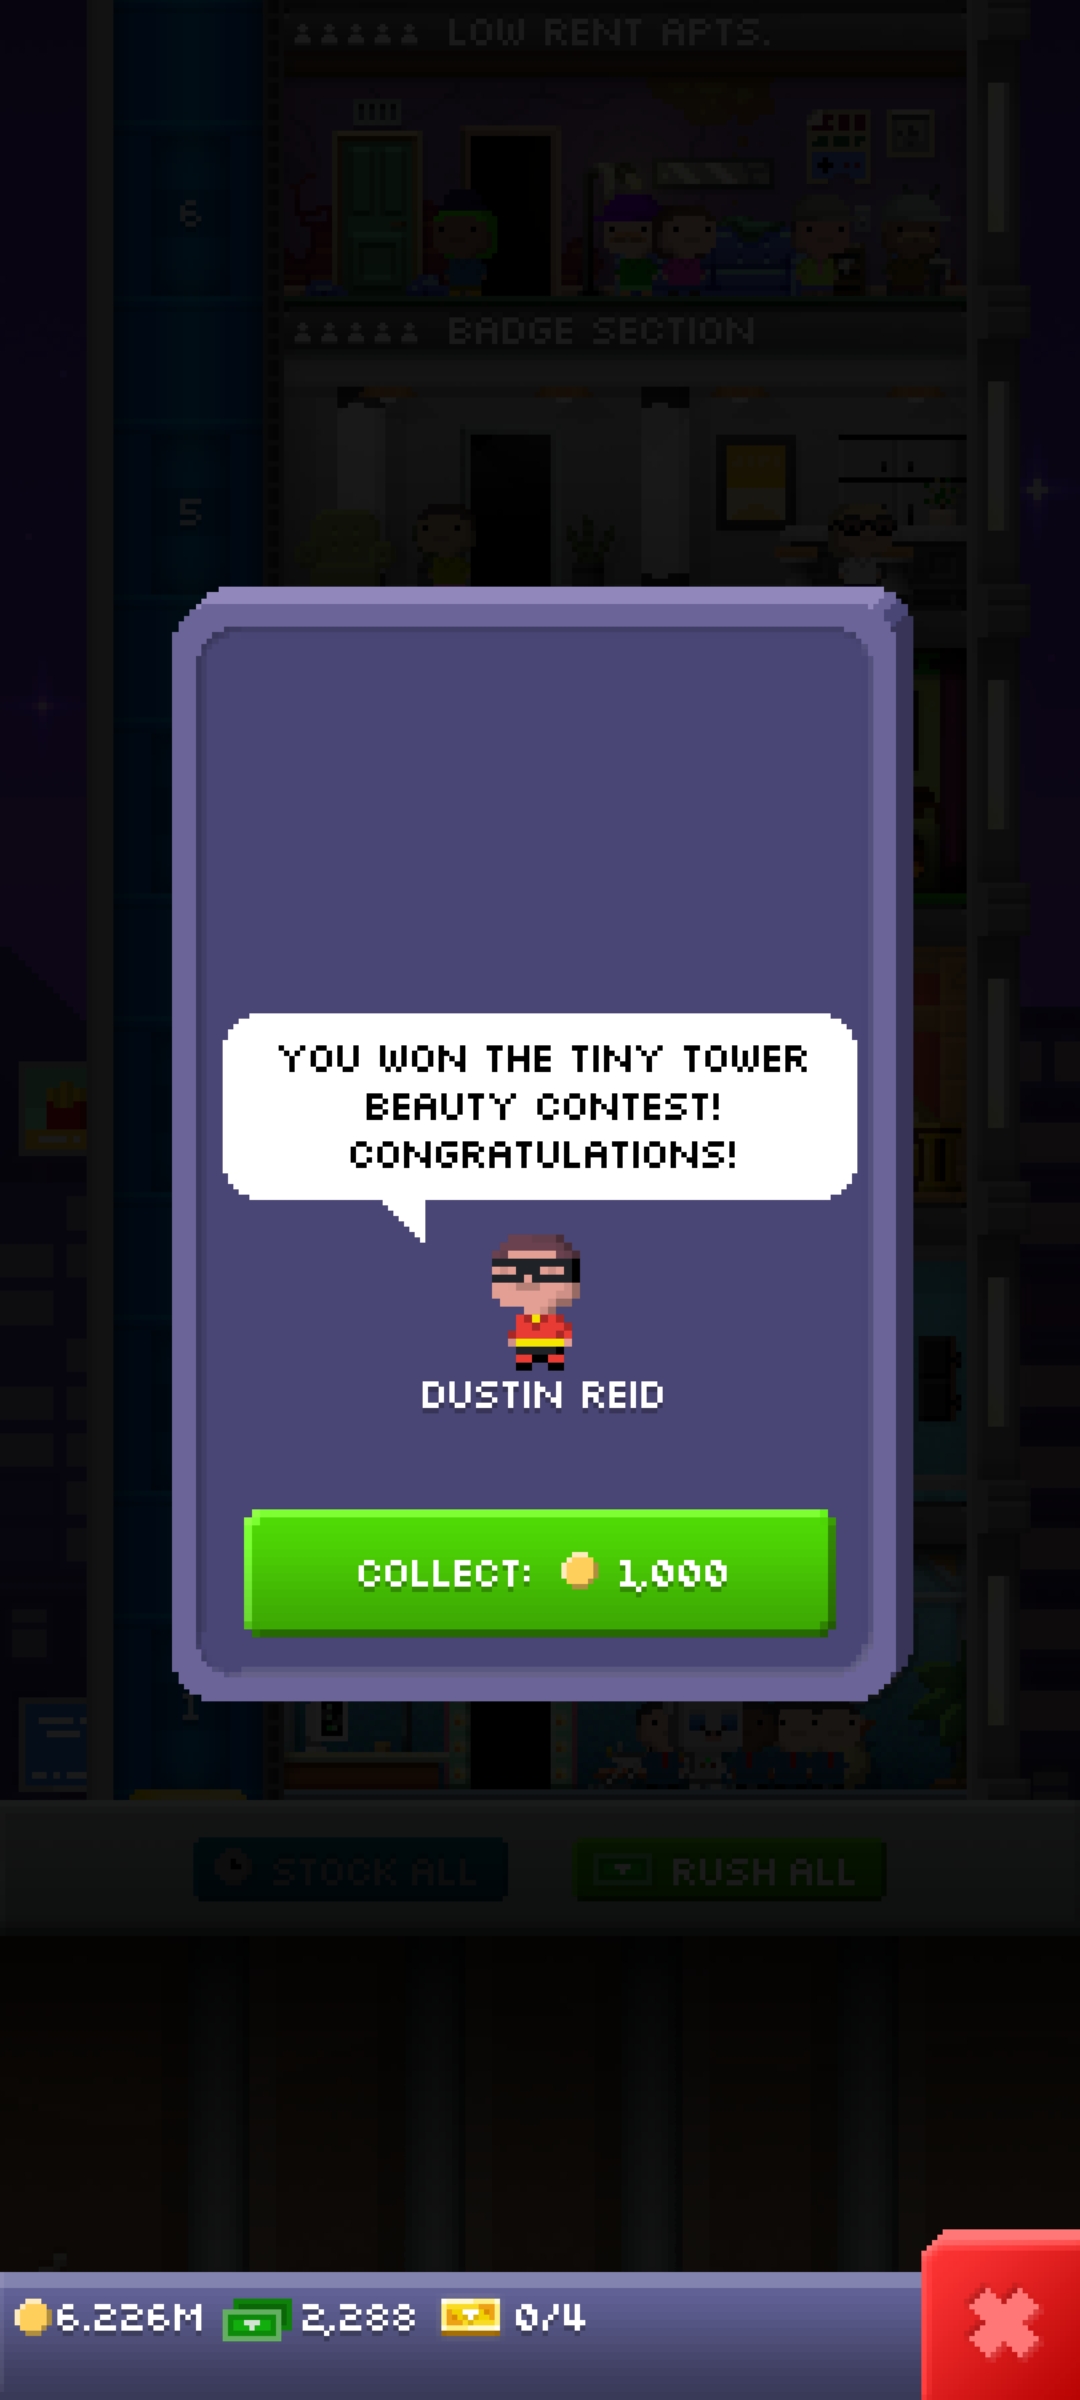 LOW RENT APTS.
6
BADGE SECTION
5
YOU WON THE TINY TOWER
BEAUTY CONTEST!
CONGRATULATIONS!
DUSTIN REID
COLLECT: 1,000
1
STOCK ALL
RUSH ALL
6.226M 2,288 0/4